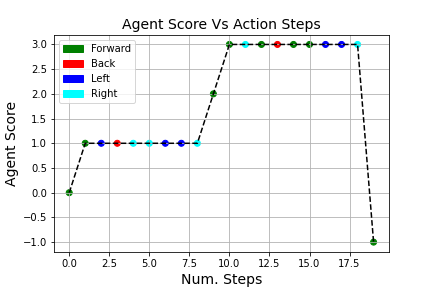 Agent Score Vs Action Steps
Agent Score
3.0
2.5
2.0
1.5
1.0
0.5
0.0
−0.5
−1.0
Forward
Back
Left
Right
0.0 2.5 5.0 7.5 10.0 12.5 15.0 17.5
Num. Steps